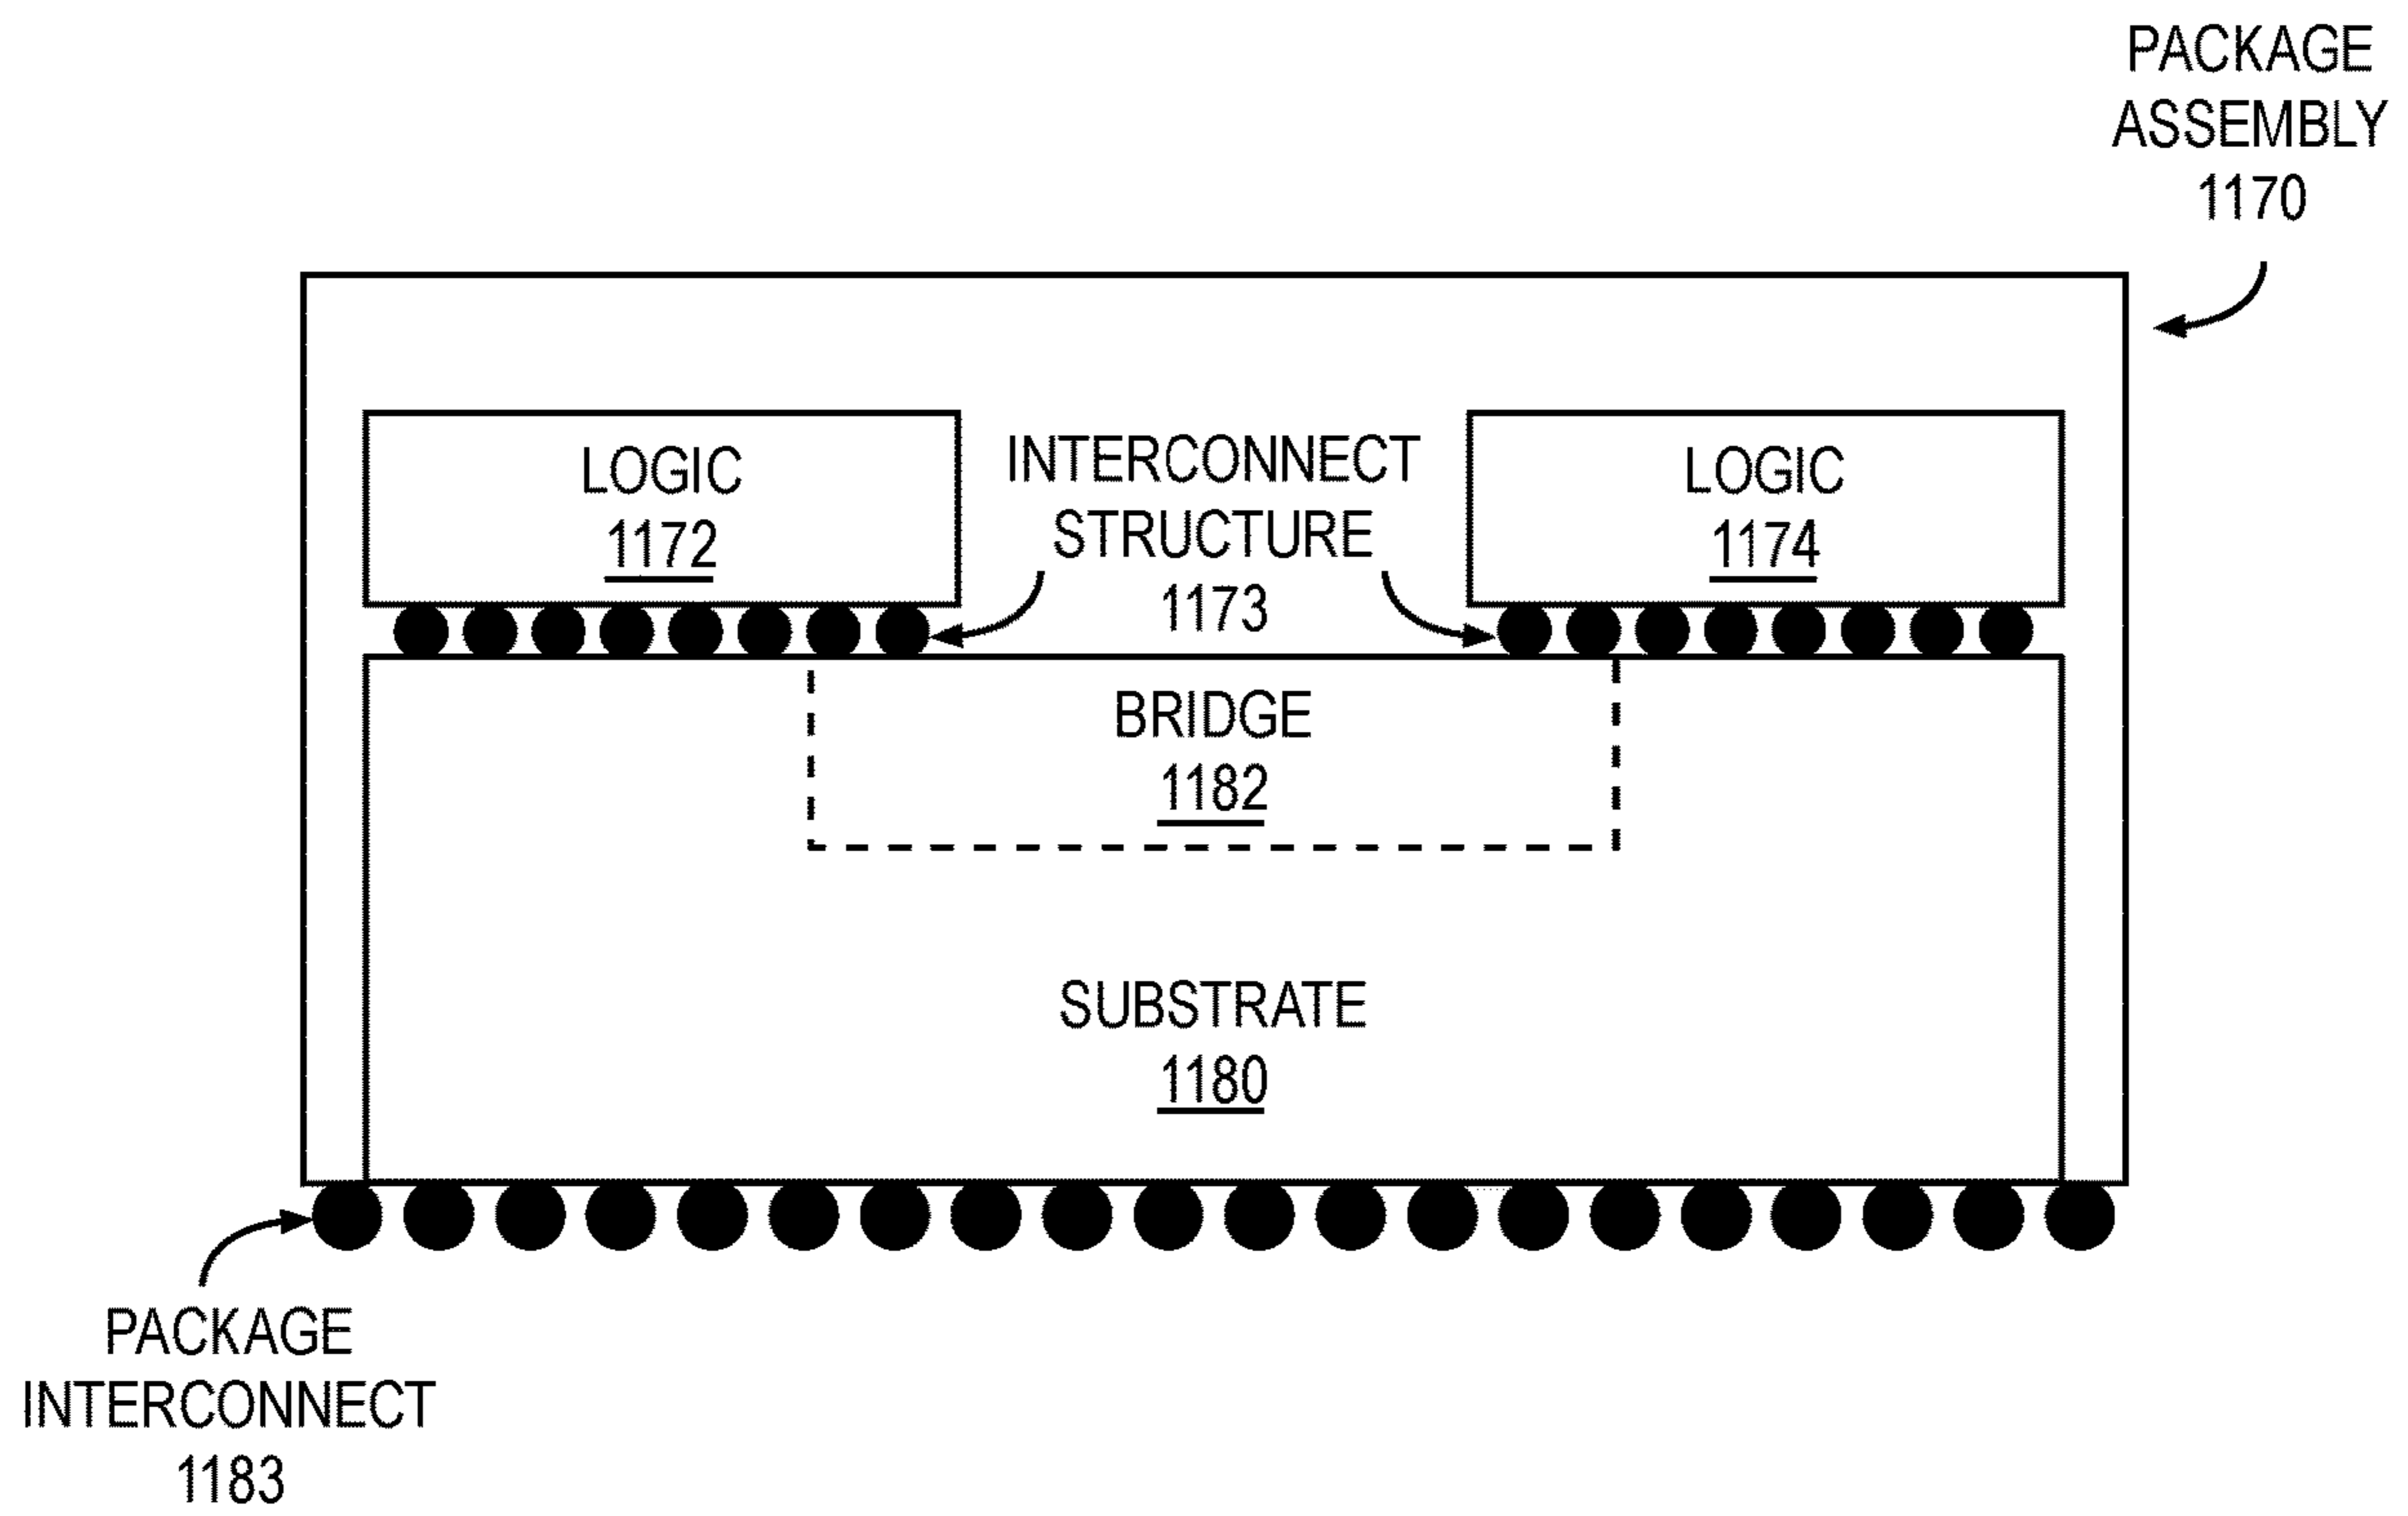 PACKAGE
ASSEMBLY
1170
LOGIC
1172
INTERCONNECT
STRUCTURE
1173
LOGIC
1174
BRIDGE
1182
SUBSTRATE
1180
PACKAGE
INTERCONNECT
1183